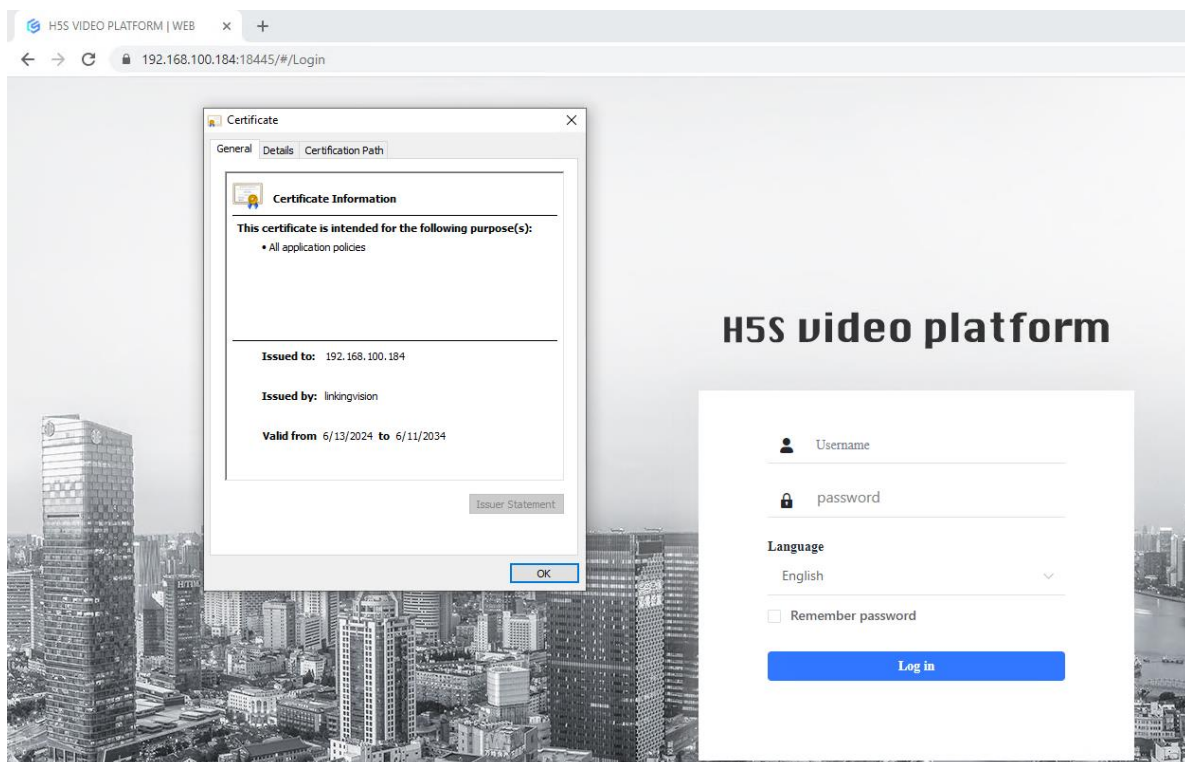 H5S VIDEO PLATFORM | WEB
192.168.100.184:18445/#/Login
Certificate
General Details Certification Path
Certificate Information
This certificate is intended for the following purpose(s):
• All application policies
Issued to: 192.168.100.184
Issued by: linkingvision
Valid from 6/13/2024 to 6/11/2034
Issuer Statement
OK
H5S video platform
Username
password
Language
English
Remember password
Log in